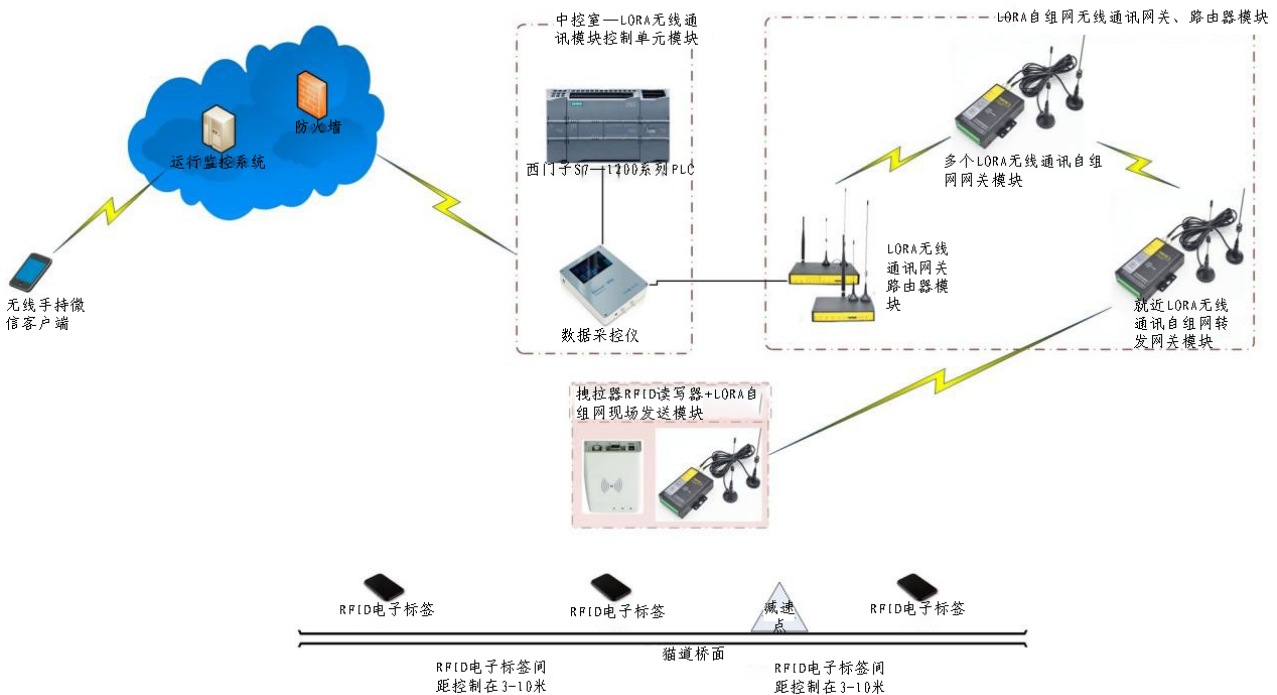 中控室—LORA无线通
讯模块控制单元模块
LORA自组网无线通讯网关、路由器模块
防火墙
运行监控系统
西门子S7—1200系列PLC
多个LORA无线通讯自组
网网关模块
LORA无线
通讯网关
路由器模
块
无线手持微
信客户端
数据采控仪
就近LORA无线
通讯自组网转
发网关模块
拽拉器RFID读写器+LORA自
组网现场发送模块
RFID电子标签
RFID电子标签
减速
点
RFID电子标签
猫道桥面
RFID电子标签间
距控制在3-10米
RFID电子标签间
距控制在3-10米